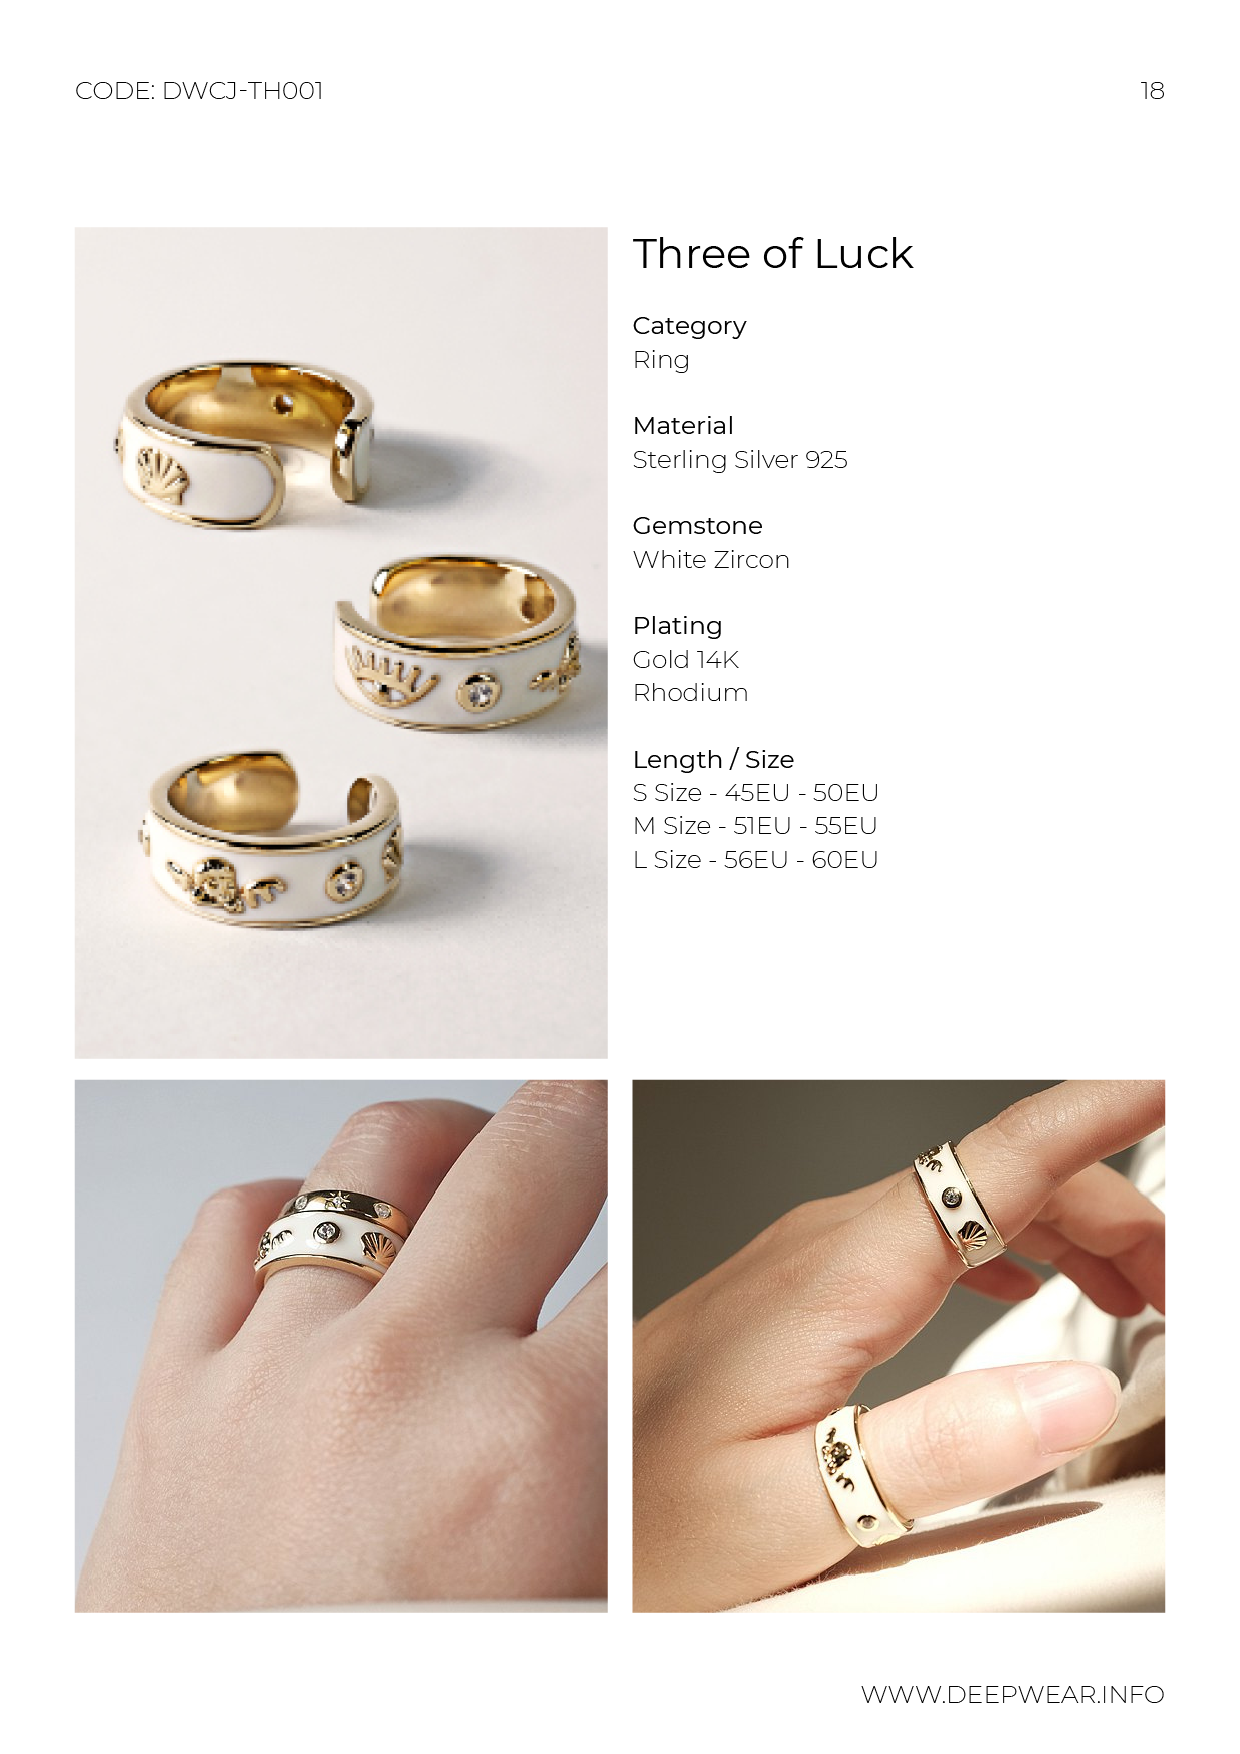 CODE: DWCJ-TH001
18
Three of Luck
Category
Ring
Material
Sterling Silver 925
Gemstone
White Zircon
Plating
Gold 14K
Rhodium
Length / Size
S Size - 45EU - 50EU
M Size - 51EU - 55EU
L Size - 56EU - 60EU
WWW.DEEPWEAR.INFO